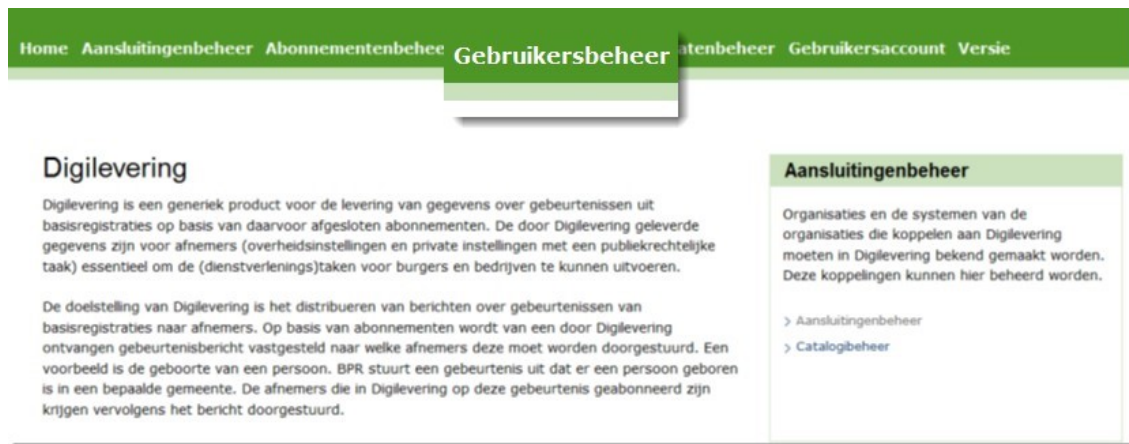 Home Aansluitingenbeheer Abonnementenbehee Gebruikersbeheer atenbeheer Gebruikersaccount Versie
Digilevering
Digilevering is een generiek product voor de levering van gegevens over gebeurtenissen uit
basisregistraties op basis van daarvoor afgesloten abonnementen. De door Digilevering geleverde
gegevens zijn voor afnemers (overheidsinstellingen en private instellingen met een publiekrechtelijke
taak) essentieel om de (dienstverlenings)taken voor burgers en bedrijven te kunnen uitvoeren.
De doelstelling van Digilevering is het distribueren van berichten over gebeurtenissen van
basisregistraties naar afnemers. Op basis van abonnementen wordt van een door Digilevering
ontvangen gebeurtenisbericht vastgesteld naar welke afnemers deze moet worden doorgestuurd. Een
voorbeeld is de geboorte van een persoon. BPR stuurt een gebeurtenis uit dat er een persoon geboren
is in een bepaalde gemeente. De afnemers die in Digilevering op deze gebeurtenis geabonneerd zijn
krijgen vervolgens het bericht doorgestuurd.
Aansluitingenbeheer
Organisaties en de systemen van de
organisaties die koppelen aan Digilevering
moeten in Digilevering bekend gemaakt worden.
Deze koppelingen kunnen hier beheerd worden.
> Aansluitingenbeheer
> Catalogibeheer